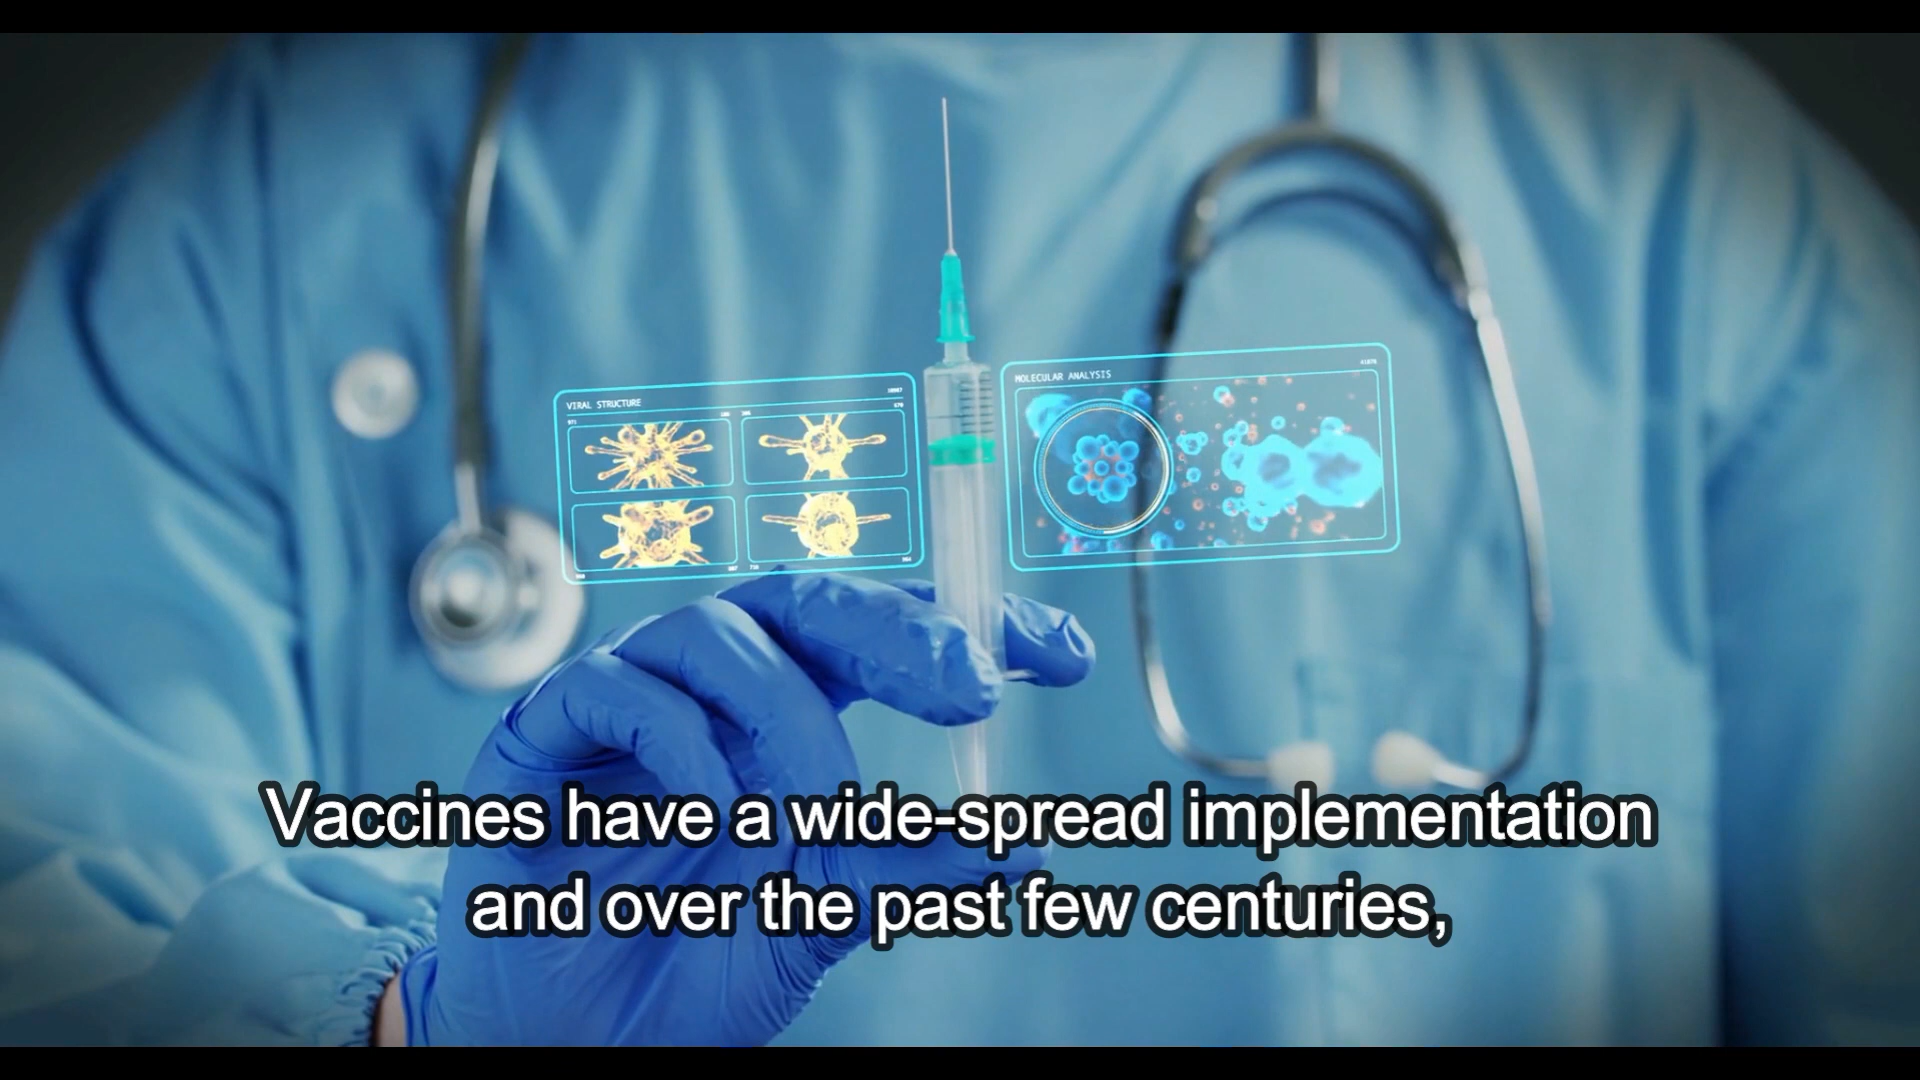 VIRAL STRUCTURE
MOLECULAR ANALYSIS
Vaccines have a wide-spread implementation
and over the past few centuries,